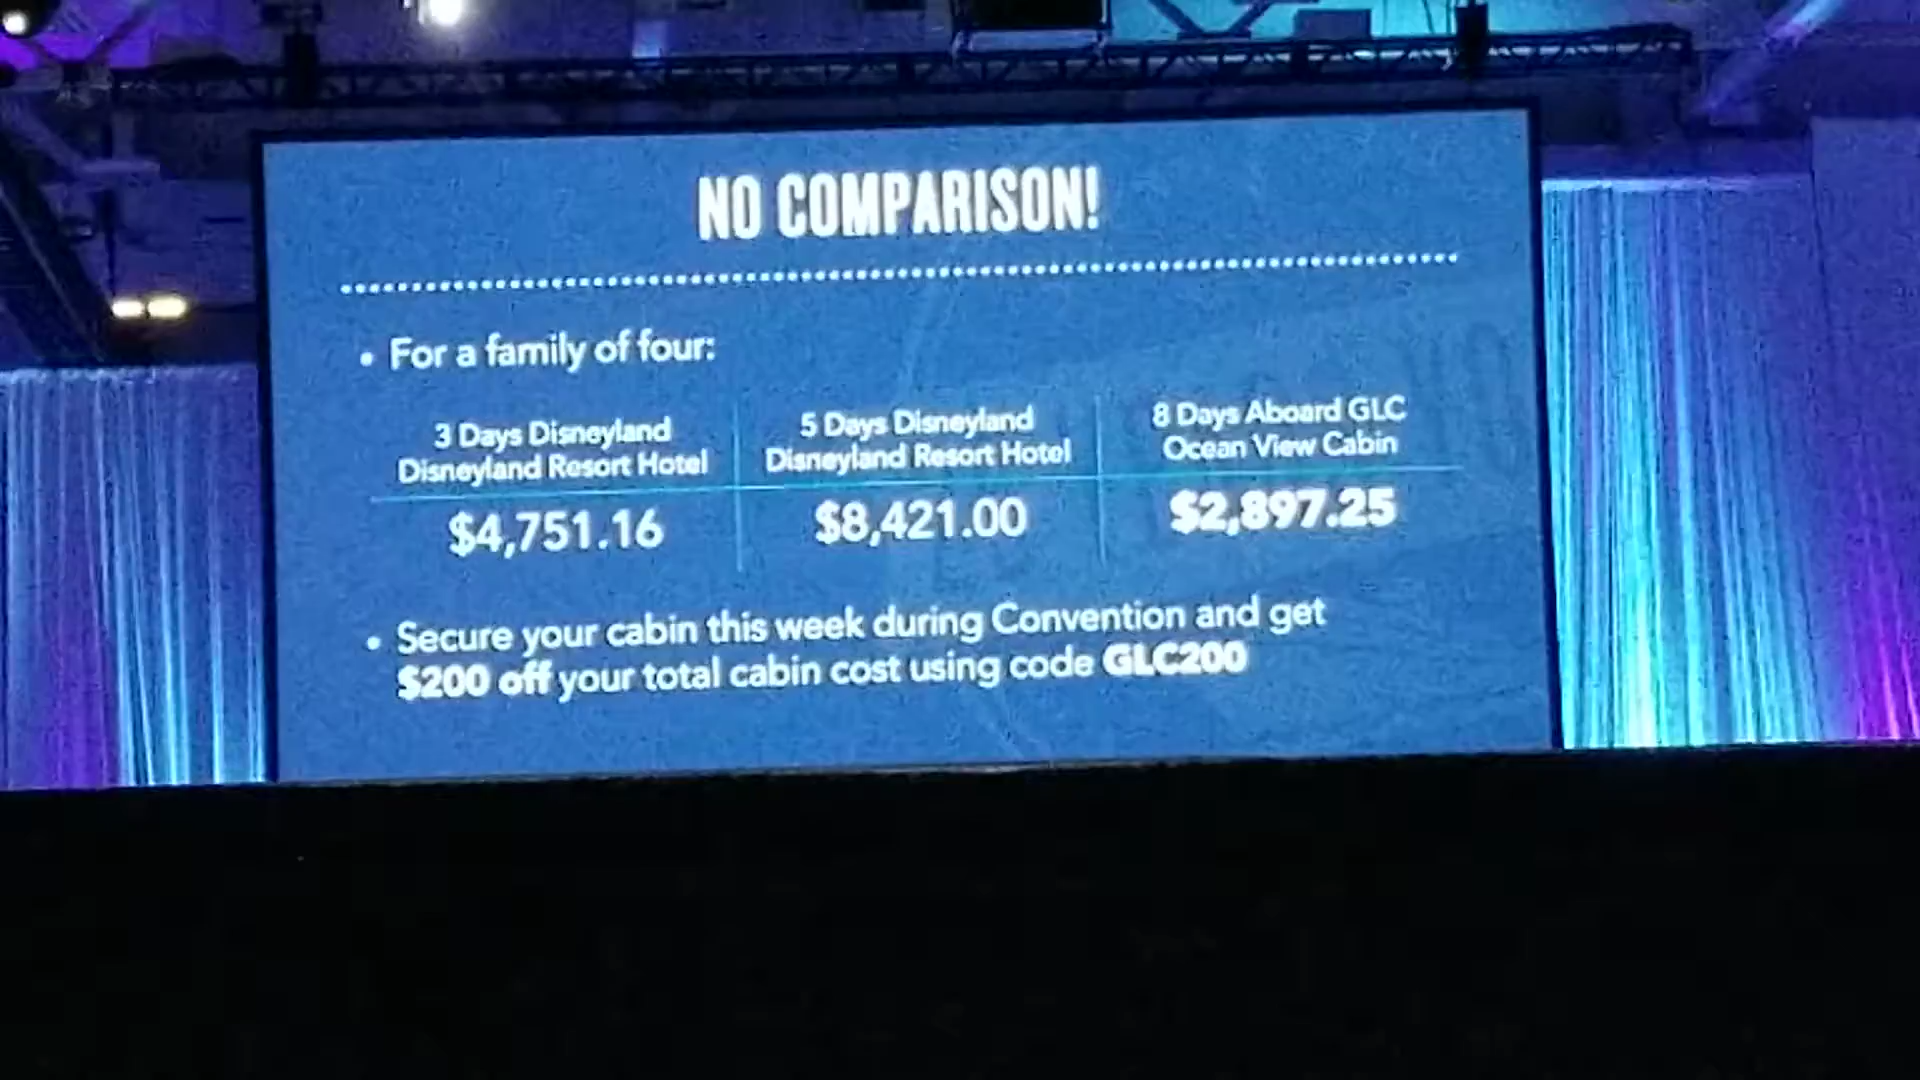 NO COMPARISON!
• For a family of four:
3 Days Disneyland
Disneyland Resort Hotel
$4,751.16
5 Days Disneyland
Disneyland Resort Hotel
$8,421.00
8 Days Aboard GLC
Ocean View Cabin
$2,897.25
• Secure your cabin this week during Convention and get
$200 off your total cabin cost using code GLC200